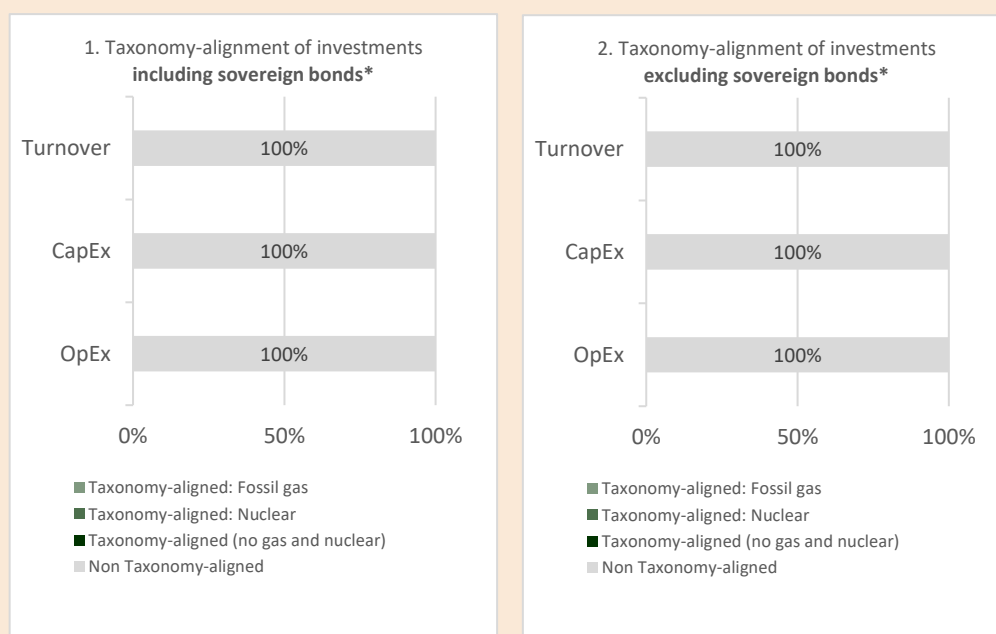 1. Taxonomy-alignment of investments
including sovereign bonds*
Turnover
100%
CapEx
100%
OpEx
100%
0%
50%
100%
Taxonomy-aligned: Fossil gas
Taxonomy-aligned: Nuclear
Taxonomy-aligned (no gas and nuclear)
Non Taxonomy-aligned
2. Taxonomy-alignment of investments
excluding sovereign bonds*
Turnover
100%
CapEx
100%
OpEx
100%
0%
50%
100%
Taxonomy-aligned: Fossil gas
Taxonomy-aligned: Nuclear
Taxonomy-aligned (no gas and nuclear)
Non Taxonomy-aligned